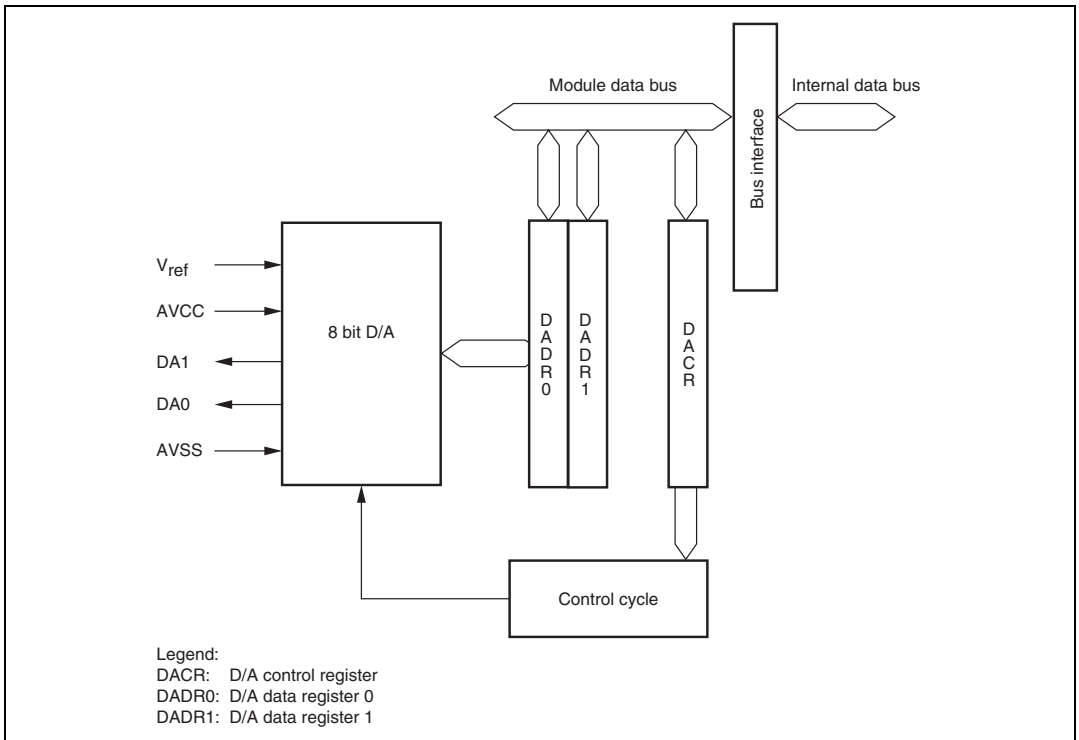 Module data bus
Internal data bus
Bus interface
Vref
AVCC
DA1
DA0
AVSS
8 bit D/A
DADR0
DADR1
DACR
Control cycle
Legend:
DACR: D/A control register
DADR0: D/A data register 0
DADR1: D/A data register 1